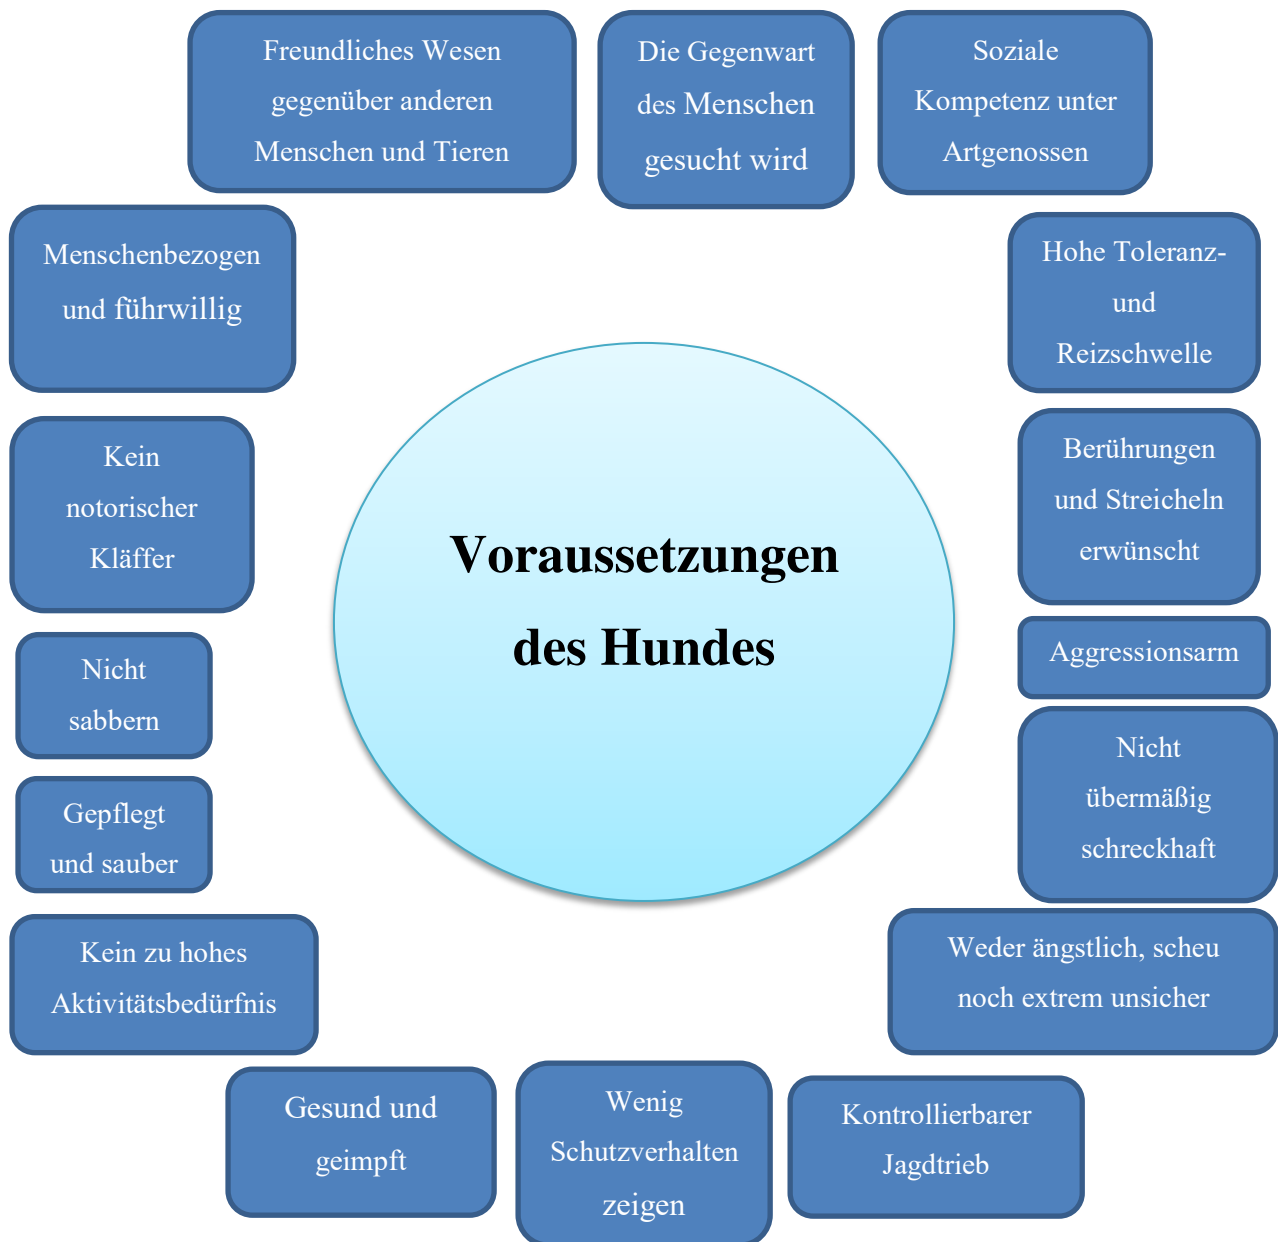 Freundliches Wesen
gegenüber anderen
Menschen und Tieren
Die Gegenwart
des Menschen
gesucht wird
Soziale
Kompetenz unter
Artgenossen
Menschenbezogen
und führwillig
Hohe Toleranz-
und
Reizschwelle
Kein
notorischer
Kläffer
Berührungen
und Streicheln
erwünscht
Voraussetzungen
des Hundes
Nicht
sabbern
Aggressionsarm
Nicht
übermäßig
schreckhaft
Gepflegt
und sauber
Kein zu hohes
Aktivitätsbedürfnis
Weder ängstlich, scheu
noch extrem unsicher
Gesund und
geimpft
Wenig
Schutzverhalten
zeigen
Kontrollierbarer
Jagdtrieb